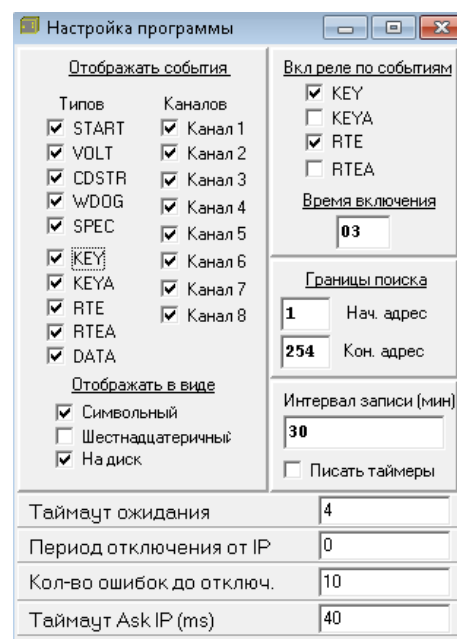 Настройка программы
Отображать события
Типов Каналов
START Канал 1
VOLT Канал 2
CDSTR Канал 3
WDOG Канал 4
SPEC Канал 5
KEY Канал 6
KEYA Канал 7
RTE Канал 8
RTEA
DATA
Отображать в виде
Символьный
Шестнадцатеричный
На диск
Вкл реле по событиям
KEY
KEYA
RTE
RTEA
Время включения
03
Границы поиска
1 Нач. адрес
254 Кон. адрес
Интервал записи (мин)
30
Писать таймеры
Таймаут ожидания 4
Период отключения от IP 0
Кол-во ошибок до отключ. 10
Таймаут Ask IP (ms) 40